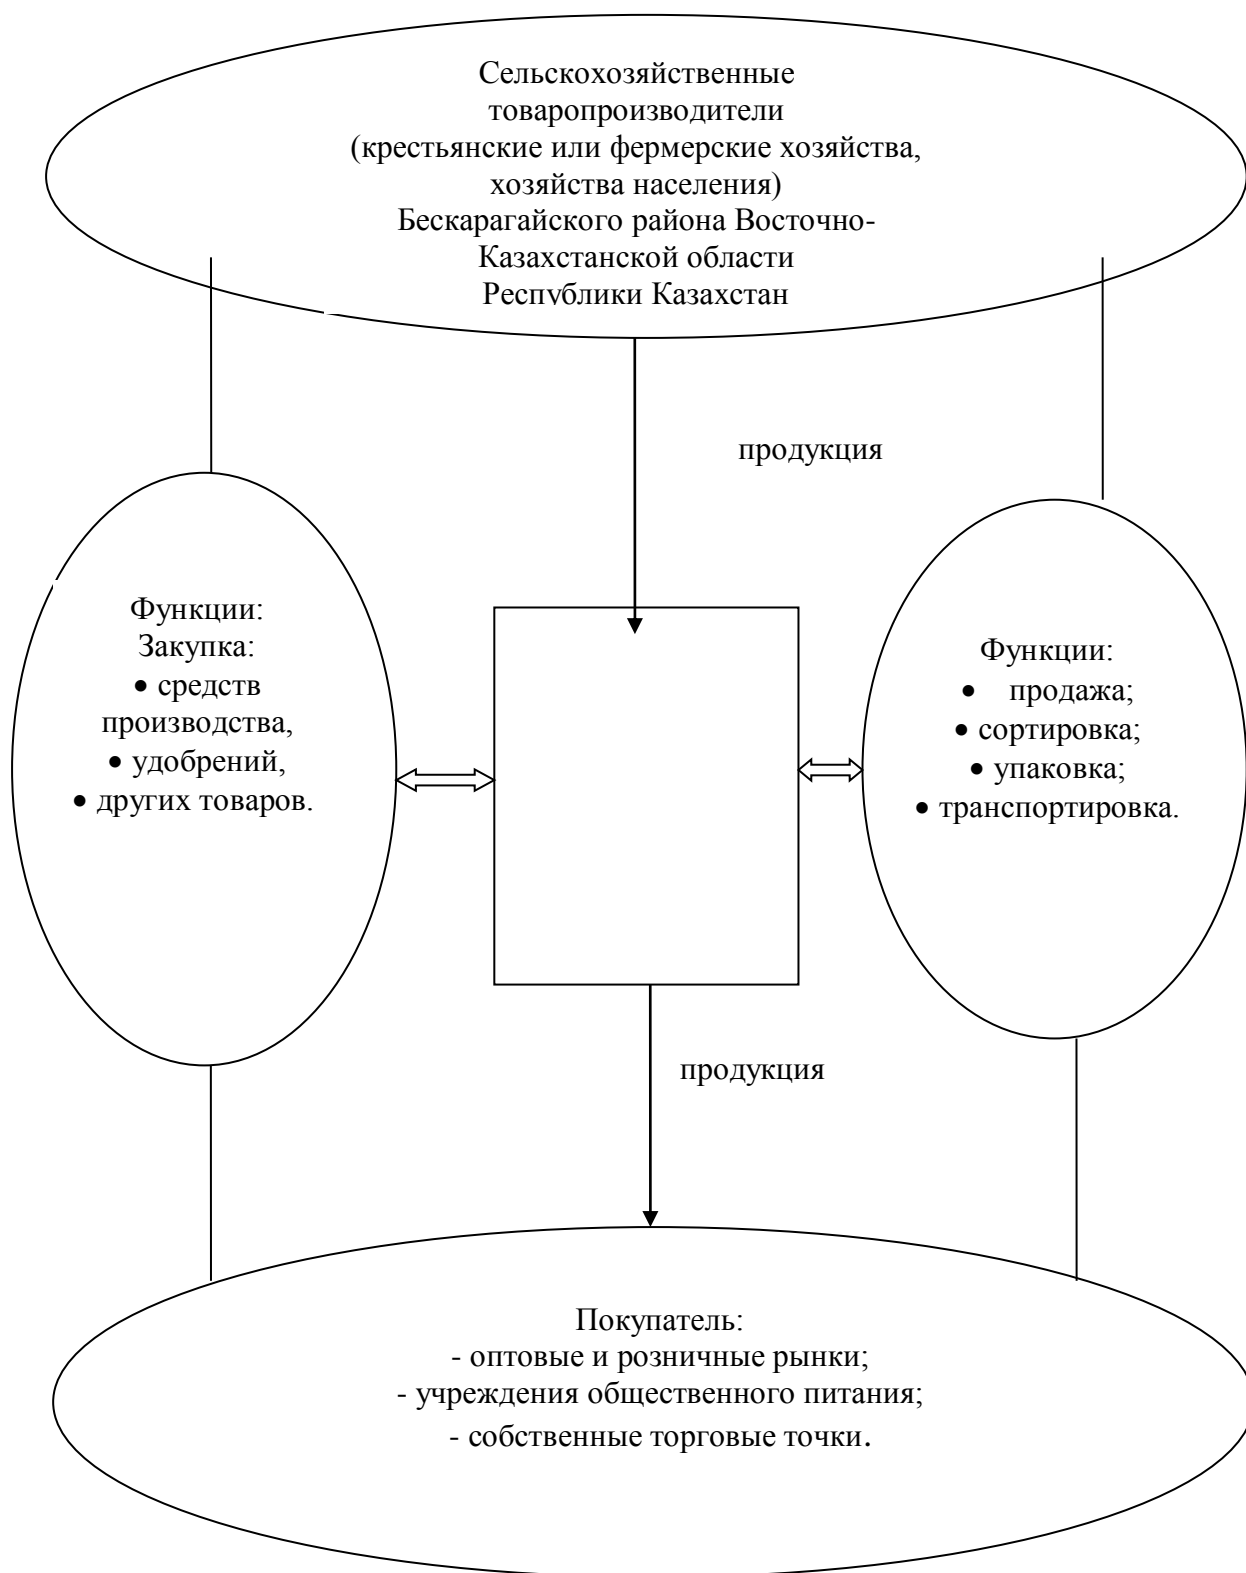 Сельскохозяйственные
товаропроизводители
(крестьянские или фермерские хозяйства,
хозяйства населения)
Бескарагайского района Восточно-
Казахстанской области
Республики Казахстан
продукция
Функции:
Закупка:
• средств
производства,
• удобрений,
• других товаров.
Функции:
• продажа;
• сортировка;
• упаковка;
• транспортировка.
продукция
Покупатель:
- оптовые и розничные рынки;
- учреждения общественного питания;
- собственные торговые точки.